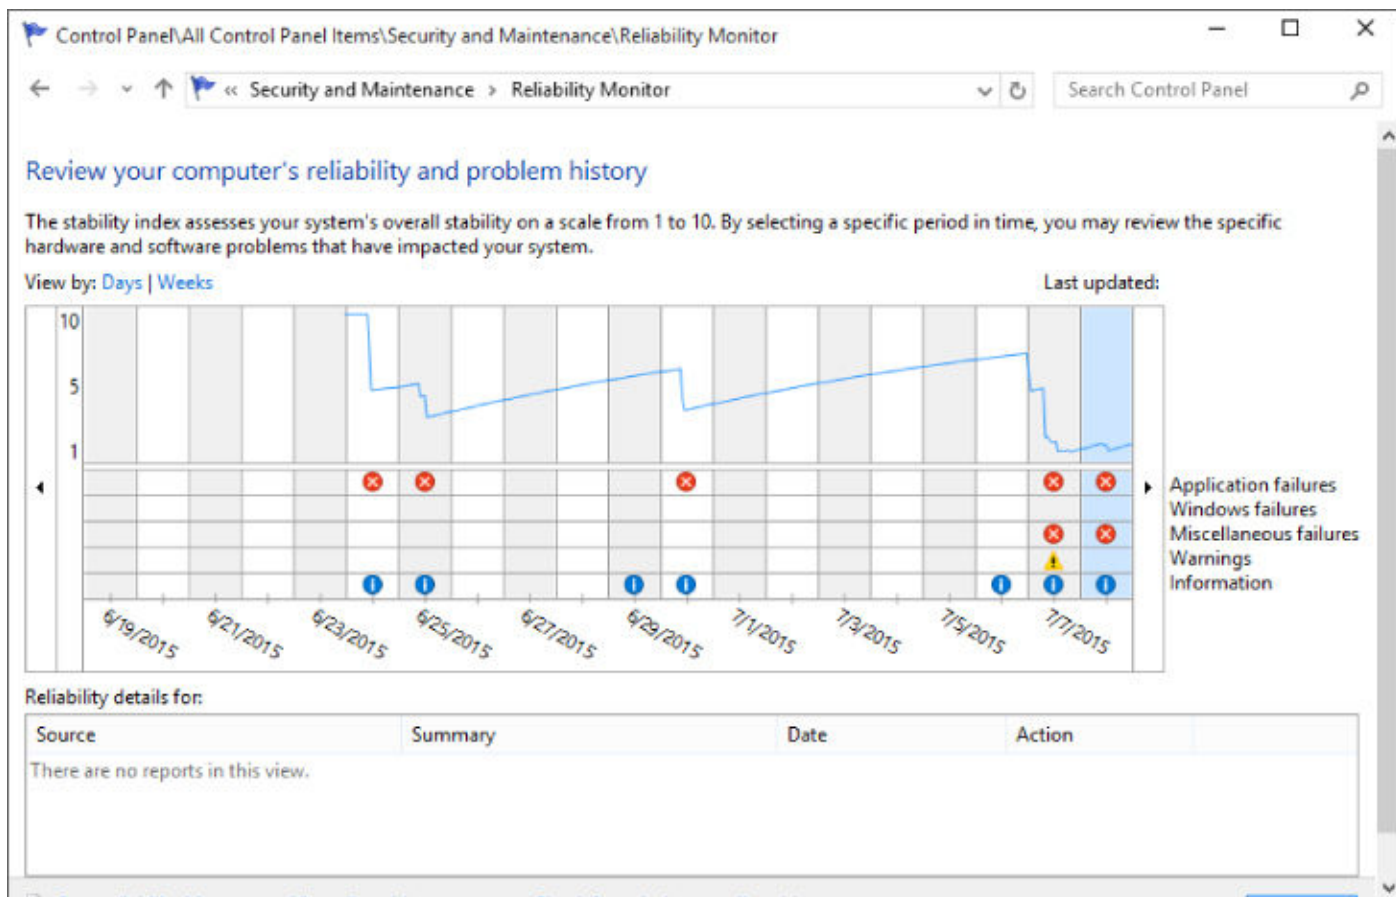 Control Panel\All Control Panel Items\Security and Maintenance\Reliability Monitor
« Security and Maintenance > Reliability Monitor
Search Control Panel
Review your computer's reliability and problem history
The stability index assesses your system's overall stability on a scale from 1 to 10. By selecting a specific period in time, you may review the specific
hardware and software problems that have impacted your system.
View by: Days | Weeks
Last updated:
10
5
1
Application failures
Windows failures
Miscellaneous failures
Warnings
Information
6/19/2015
6/21/2015
6/23/2015
6/25/2015
6/27/2015
6/29/2015
7/1/2015
7/3/2015
7/5/2015
7/7/2015
Reliability details for:
Source
Summary
Date
Action
There are no reports in this view.